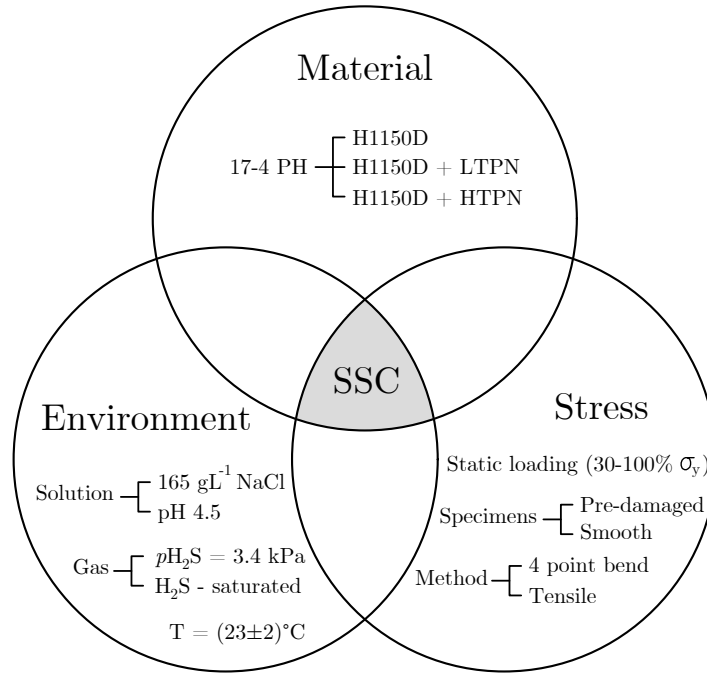 Material
17-4 PH
H1150D
H1150D + LTPN
H1150D + HTPN
SSC
Environment
Solution
165 gL⁻¹ NaCl
pH 4.5
Gas
pH₂S = 3.4 kPa
H₂S - saturated
T = (23±2)°C
Stress
Static loading (30-100% σy)
Specimens
Pre-damaged
Smooth
Method
4 point bend
Tensile